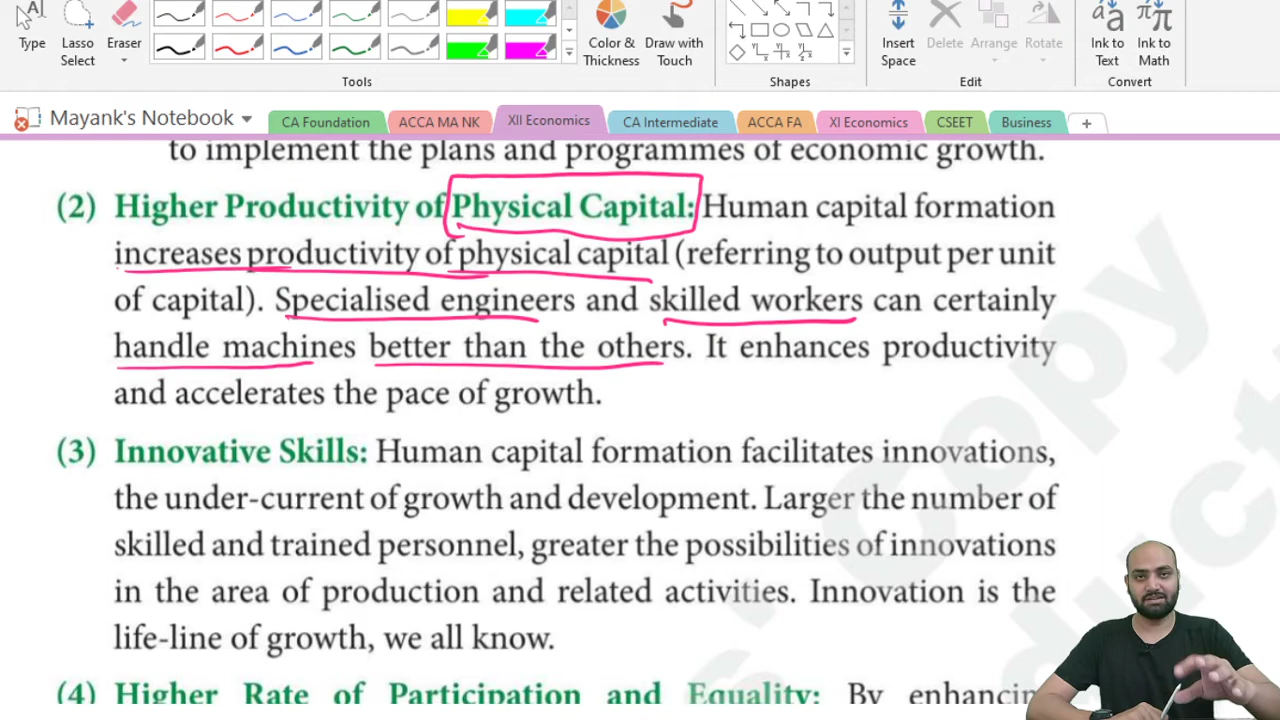 Type
Lasso
Select
Eraser
Color &
Thickness
Draw with
Touch
Insert
Space
Delete
Arrange
Rotate
Ink to
Text
Ink to
Math
Tools
Shapes
Edit
Convert
Mayank's Notebook
CA Foundation
ACCA MA NK
XII Economics
CA Intermediate
ACCA FA
XI Economics
CSEET
Business
to implement the plans and programmes of economic growth.
(2) Higher Productivity of Physical Capital: Human capital formation
increases productivity of physical capital (referring to output per unit
of capital). Specialised engineers and skilled workers can certainly
handle machines better than the others. It enhances productivity
and accelerates the pace of growth.
(3) Innovative Skills: Human capital formation facilitates innovations,
the under-current of growth and development. Larger the number of
skilled and trained personnel, greater the possibilities of innovations
in the area of production and related activities. Innovation is the
life-line of growth, we all know.
(4) Higher Rate of Participation and Equality: By enhancing